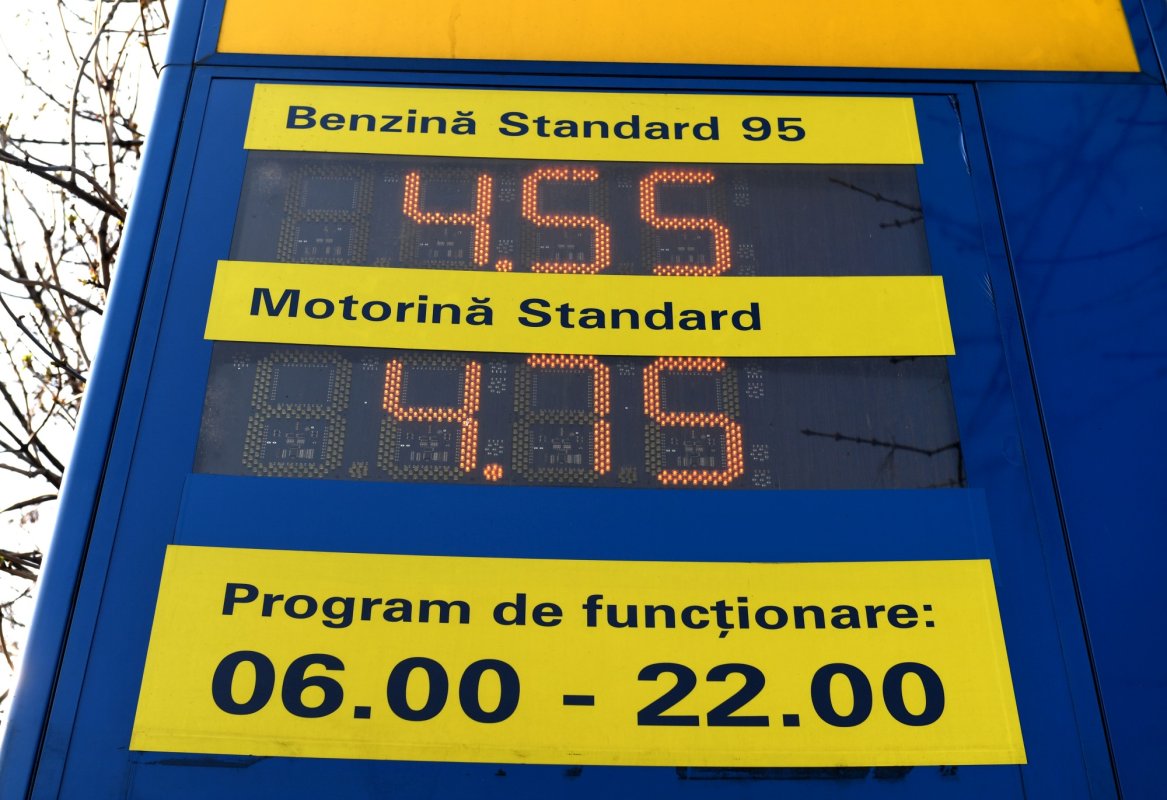 Benzină Standard 95
4.55
Motorină Standard
4.75
Program de funcționare:
06.00 - 22.00